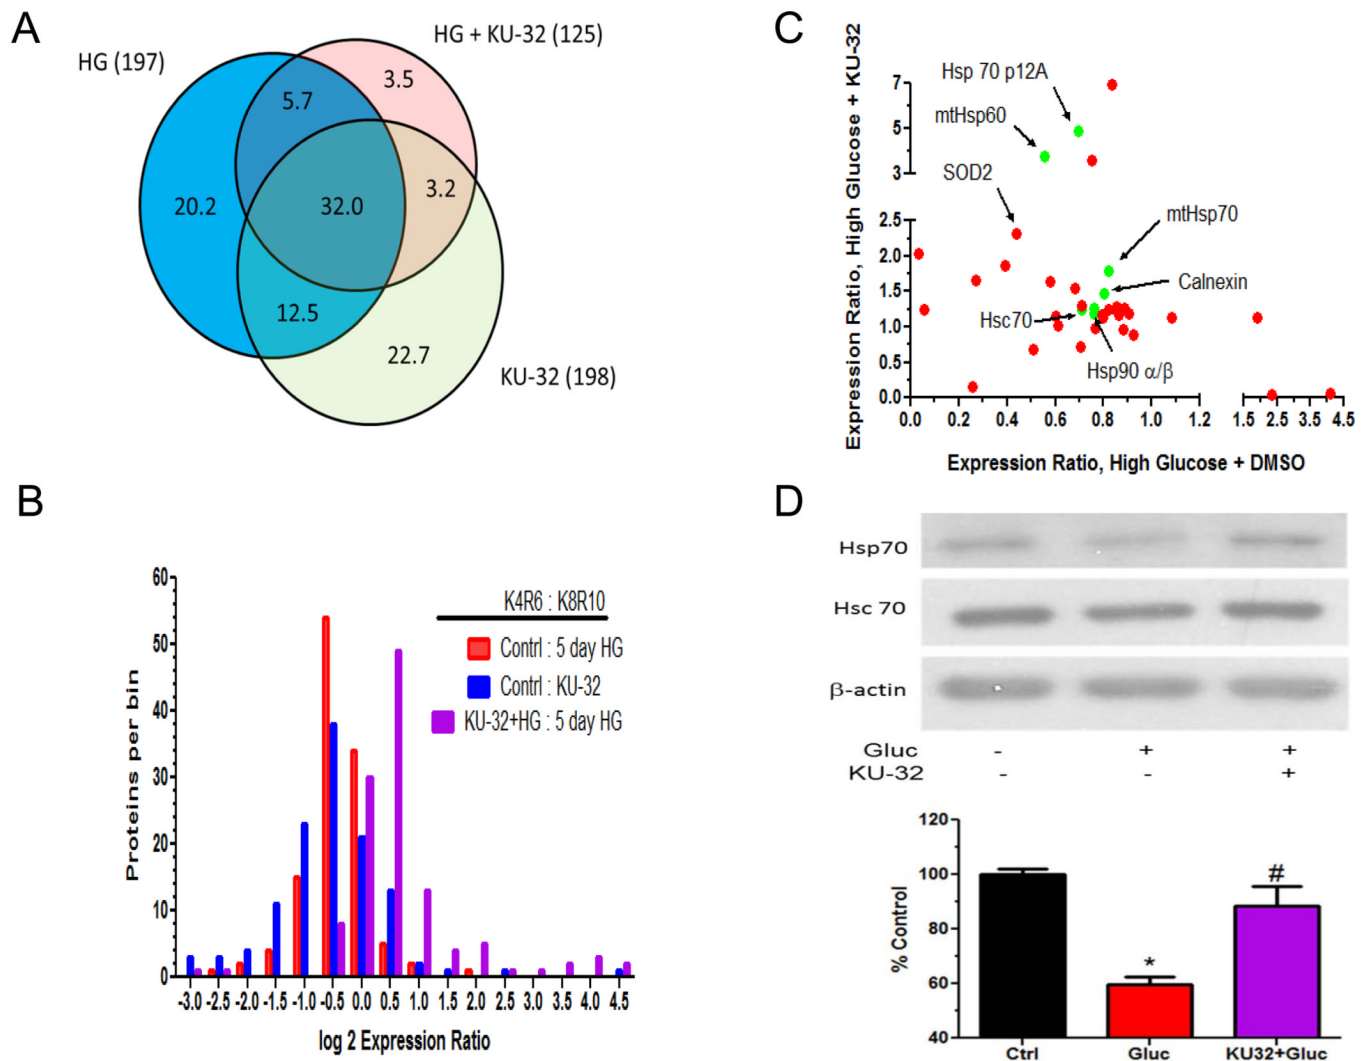 A
HG (197)
HG + KU-32 (125)
3.5
5.7
20.2
32.0
3.2
12.5
22.7
KU-32 (198)
B
Proteins per bin
60
50
40
30
20
10
0
K4R6 : K8R10
Contrl : 5 day HG
Contrl : KU-32
KU-32+HG : 5 day HG
-3.0 -2.5 -2.0 -1.5 -1.0 -0.5 0.0 0.5 1.0 1.5 2.0 2.5 3.0 3.5 4.0 4.5
log 2 Expression Ratio
C
Expression Ratio, High Glucose + KU-32
7
5
3
2.5
2.0
1.5
1.0
0.5
0.0
Hsp 70 p12A
mtHsp60
SOD2
mtHsp70
Calnexin
Hsc70
Hsp90 α/β
0.0 0.2 0.4 0.6 0.8 1.0 1.2 1.5 2.5 3.5 4.5
Expression Ratio, High Glucose + DMSO
D
Hsp70
Hsc 70
β-actin
Gluc - + +
KU-32 - - +
% Control
120
100
80
60
40
*
#
Ctrl Gluc KU32+Gluc